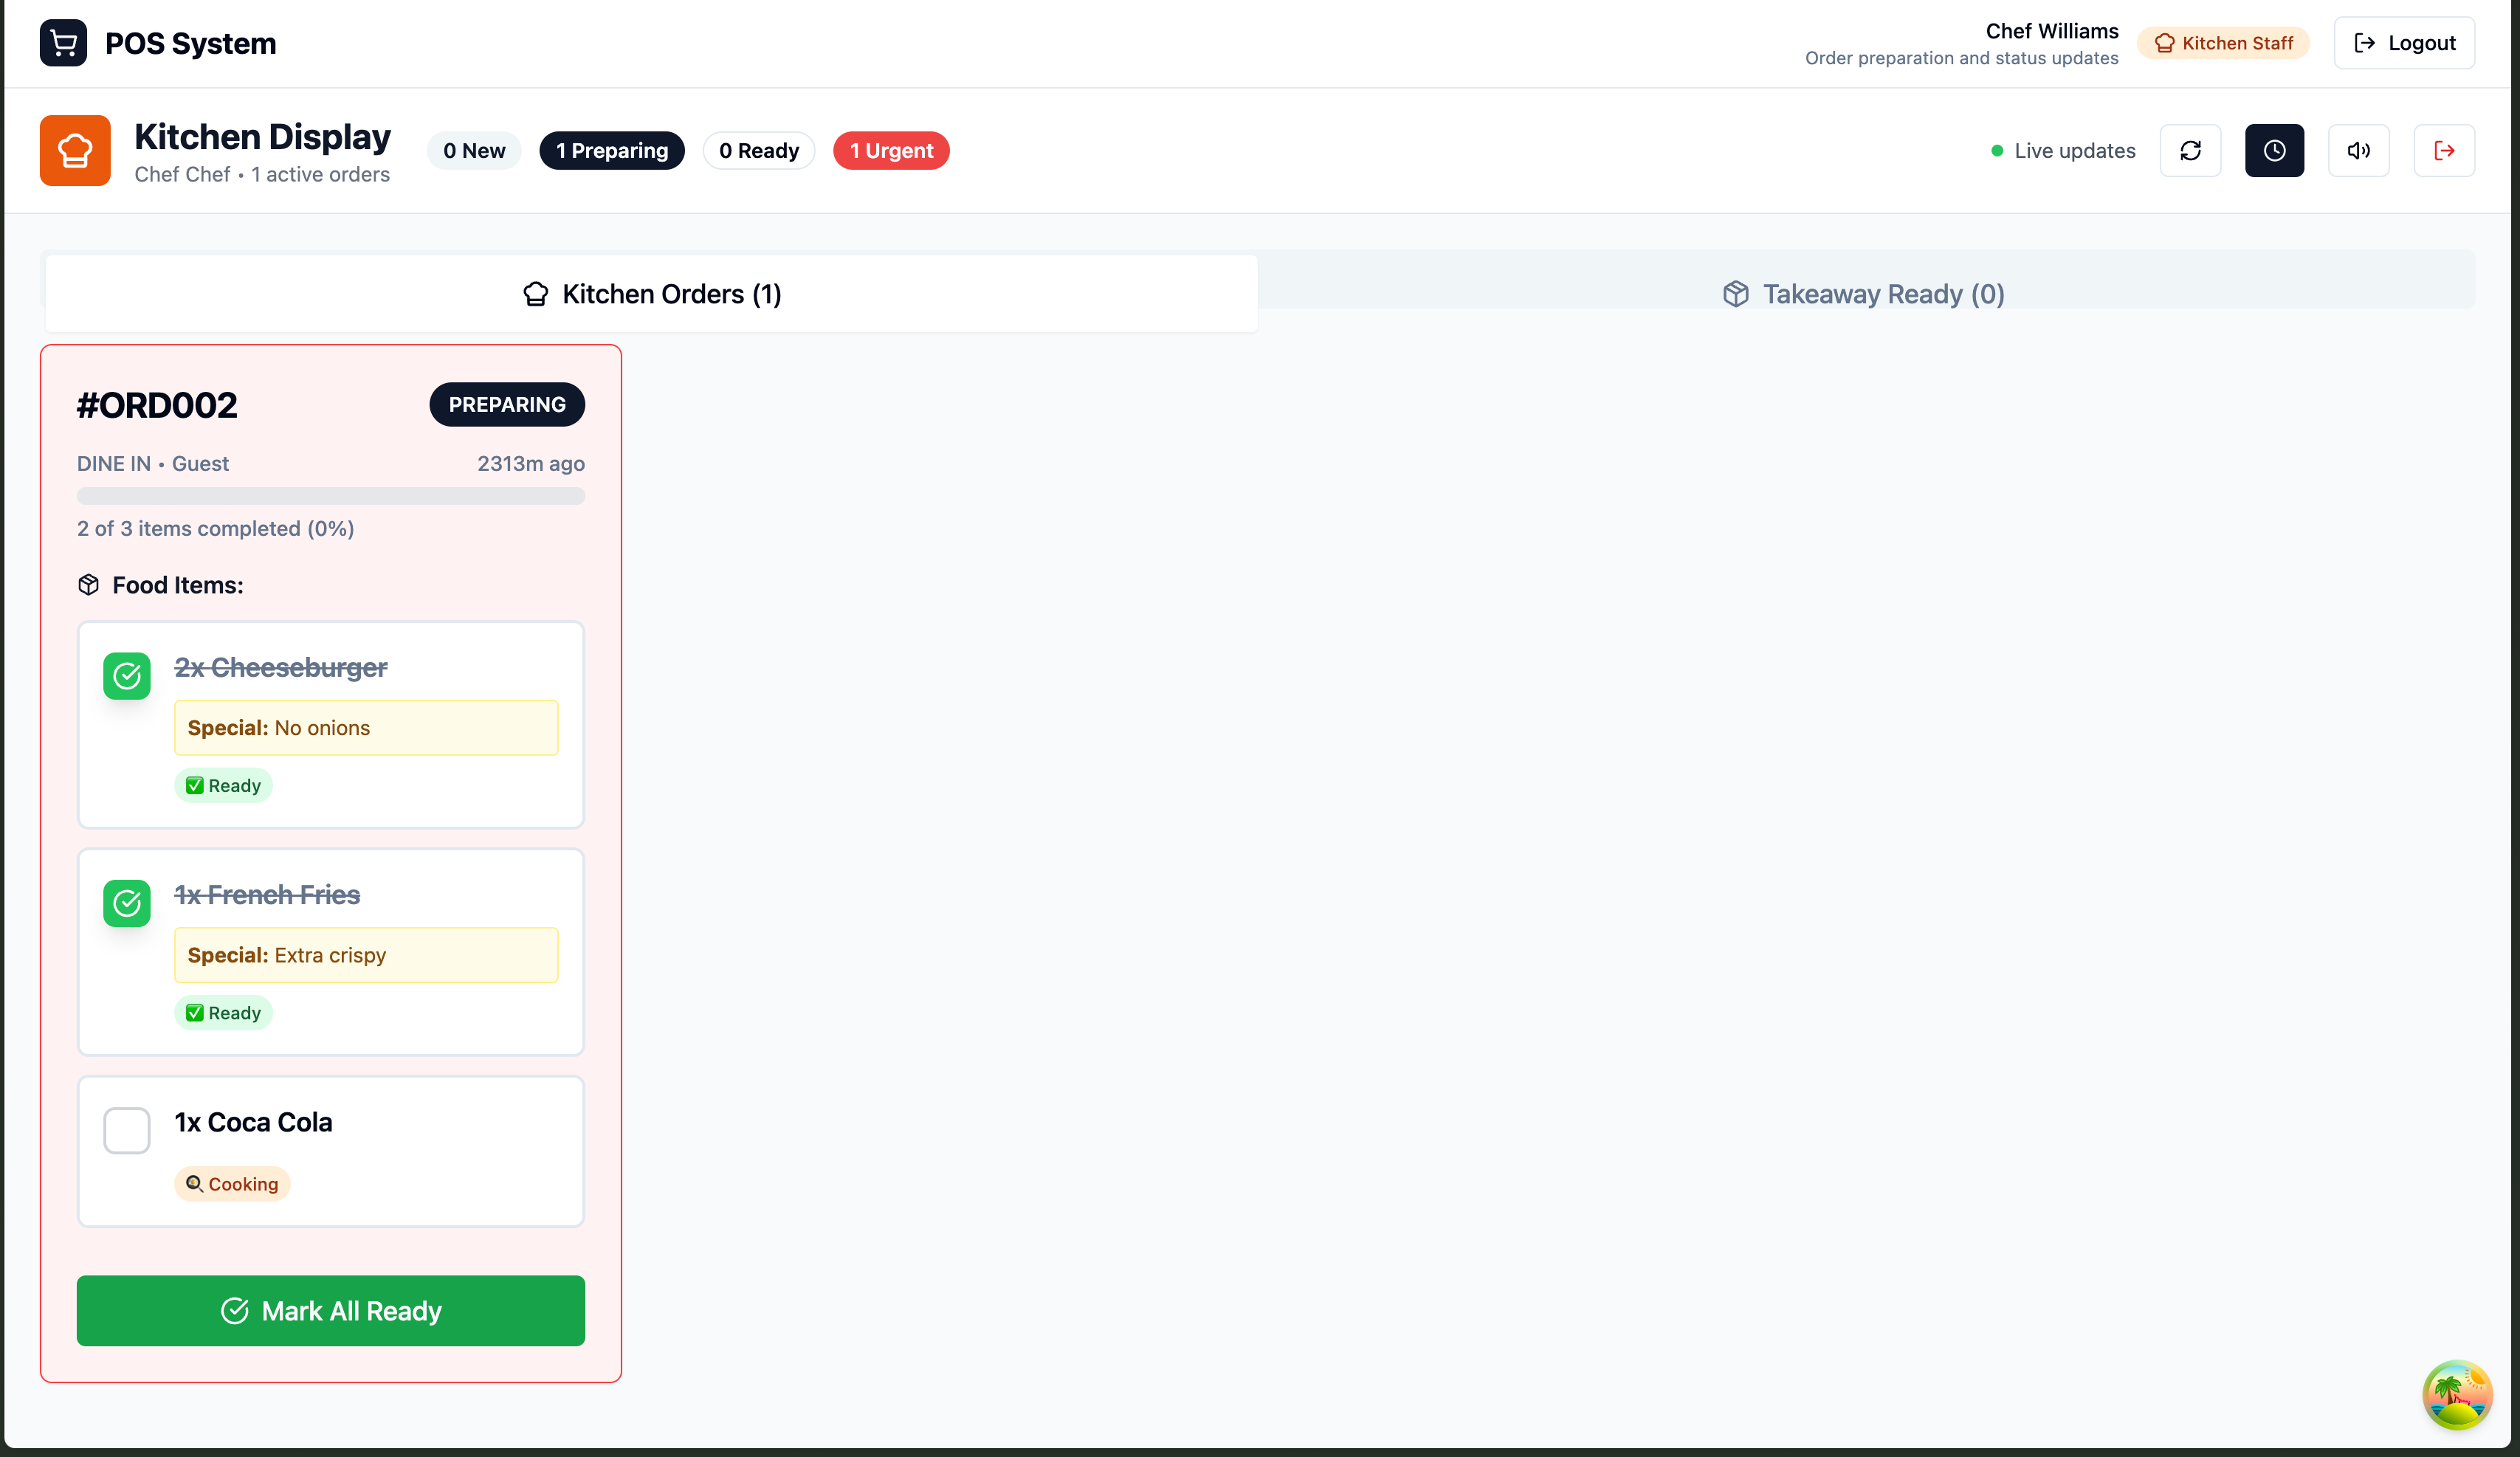 POS System
Chef Williams
Order preparation and status updates
Kitchen Staff
Logout
Kitchen Display
Chef Chef • 1 active orders
0 New
1 Preparing
0 Ready
1 Urgent
Live updates
Kitchen Orders (1)
Takeaway Ready (0)
#ORD002
PREPARING
DINE IN • Guest
2313m ago
2 of 3 items completed (0%)
Food Items:
2x Cheeseburger
Special: No onions
✅ Ready
1x French Fries
Special: Extra crispy
✅ Ready
1x Coca Cola
🍳 Cooking
Mark All Ready